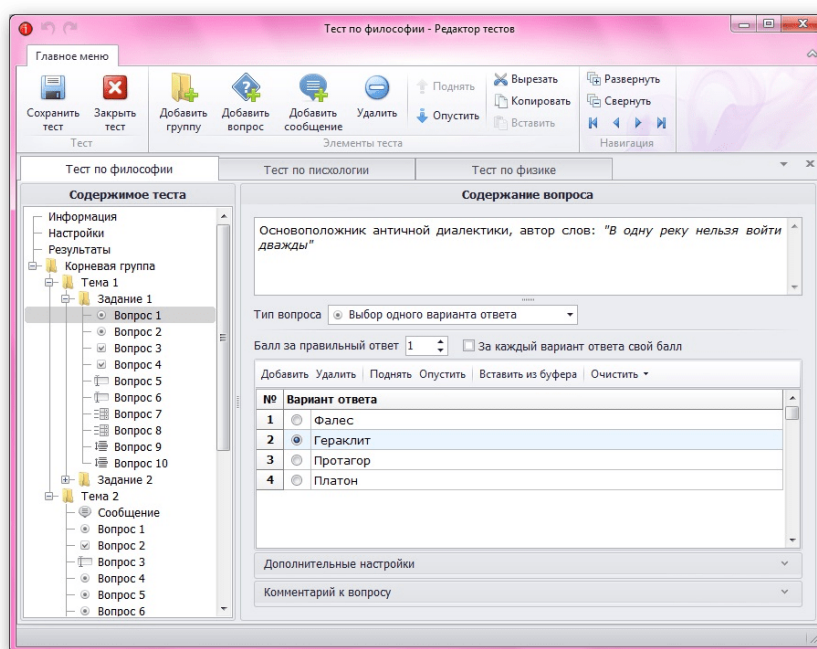 Тест по философии - Редактор тестов
Главное меню
Сохранить тест
Закрыть тест
Добавить группу
Добавить вопрос
Добавить сообщение
Удалить
Поднять
Опустить
Вырезать
Копировать
Вставить
Развернуть
Свернуть
Тест
Элементы теста
Навигация
Тест по философии
Тест по писхологии
Тест по физике
Содержимое теста
Информация
Настройки
Результаты
Корневая группа
Тема 1
Задание 1
Вопрос 1
Вопрос 2
Вопрос 3
Вопрос 4
Вопрос 5
Вопрос 6
Вопрос 7
Вопрос 8
Вопрос 9
Вопрос 10
Задание 2
Тема 2
Сообщение
Вопрос 1
Вопрос 2
Вопрос 3
Вопрос 4
Вопрос 5
Вопрос 6
Содержание вопроса
Основоположник античной диалектики, автор слов: "В одну реку нельзя войти
дважды"
Тип вопроса Выбор одного варианта ответа
Балл за правильный ответ 1 За каждый вариант ответа свой балл
Добавить Удалить Поднять Опустить Вставить из буфера Очистить
№ Вариант ответа
1 Фалес
2 Гераклит
3 Протагор
4 Платон
Дополнительные настройки
Комментарий к вопросу